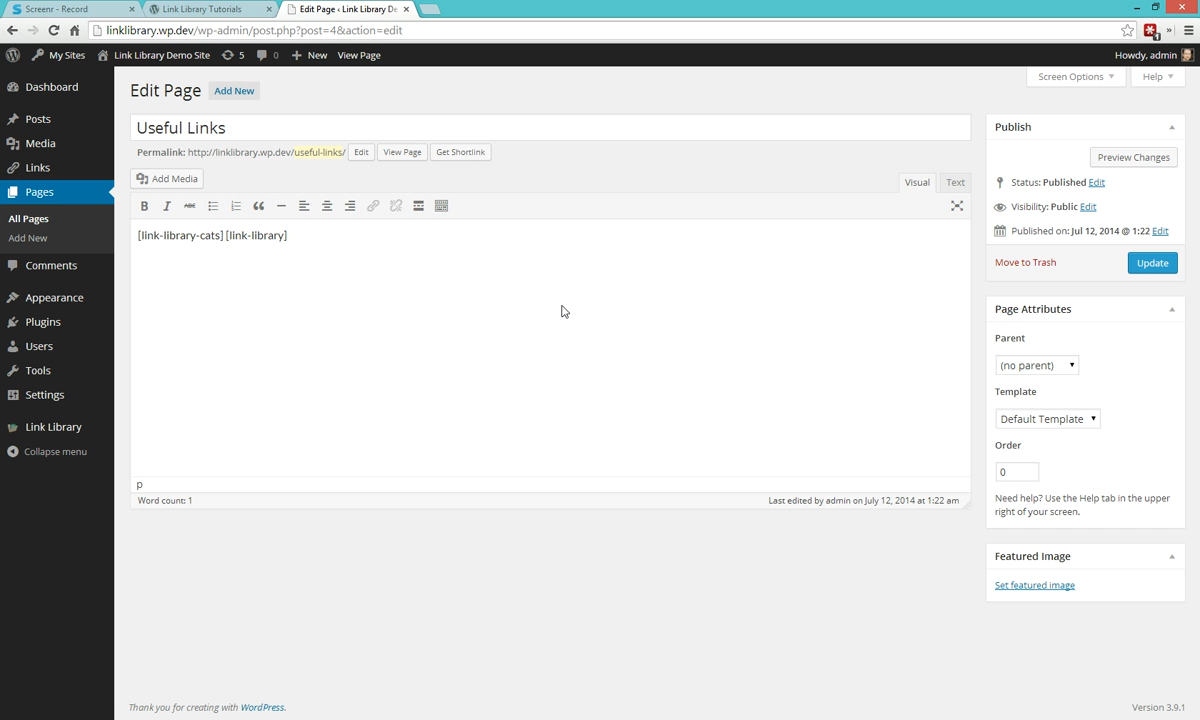 Screenr - Record
Link Library Tutorials
Edit Page ‹ Link Library De
linklibrary.wp.dev/wp-admin/post.php?post=4&action=edit
My Sites
Link Library Demo Site
5
0
New
View Page
Howdy, admin
Screen Options
Help
Dashboard
Posts
Media
Links
Pages
All Pages
Add New
Comments
Appearance
Plugins
Users
Tools
Settings
Link Library
Collapse menu
Edit Page
Add New
Useful Links
Permalink: http://linklibrary.wp.dev/useful-links/
Edit
View Page
Get Shortlink
Add Media
Visual
Text
B I ABC
[link-library-cats] [link-library]
p
Word count: 1
Last edited by admin on July 12, 2014 at 1:22 am
Publish
Preview Changes
Status: Published Edit
Visibility: Public Edit
Published on: Jul 12, 2014 @ 1:22 Edit
Move to Trash
Update
Page Attributes
Parent
(no parent)
Template
Default Template
Order
0
Need help? Use the Help tab in the upper
right of your screen.
Featured Image
Set featured image
Thank you for creating with WordPress.
Version 3.9.1